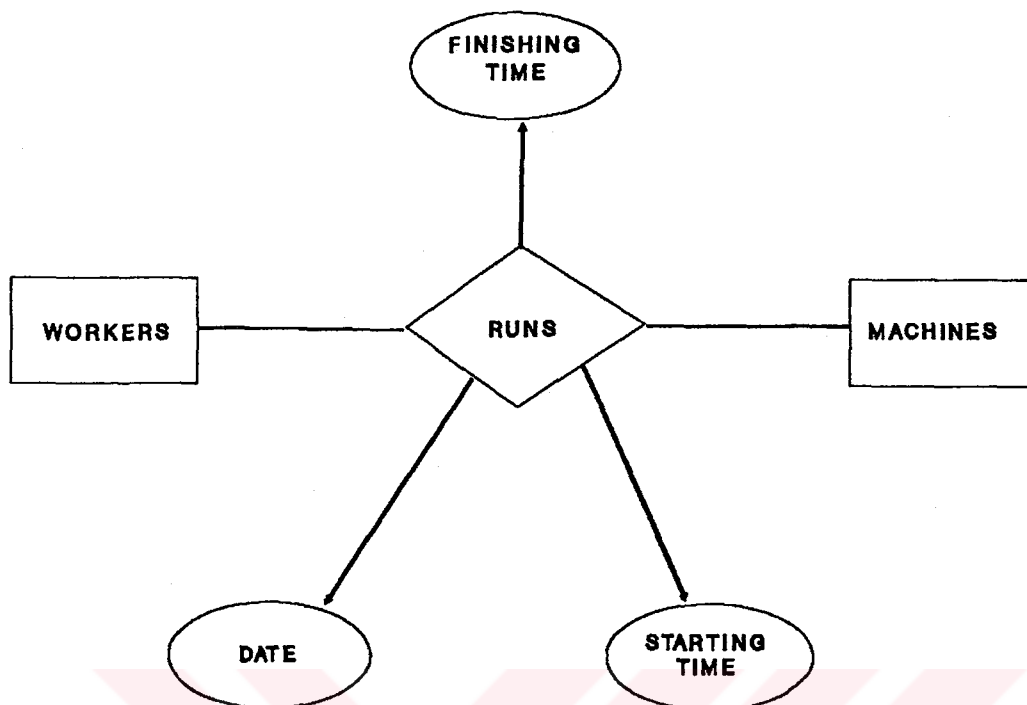 FINISHING
TIME
WORKERS
RUNS
MACHINES
DATE
STARTING
TIME